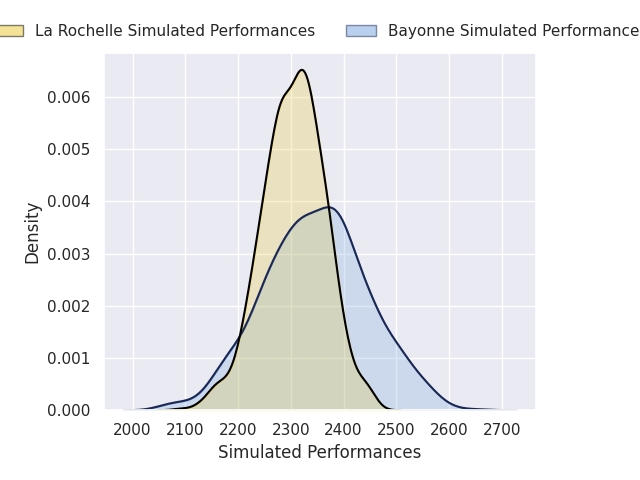 La Rochelle Simulated Performances
Bayonne Simulated Performance
0.006
0.005
0.004
0.003
0.002
0.001
0.000
Density
2000 2100 2200 2300 2400 2500 2600 2700
Simulated Performances